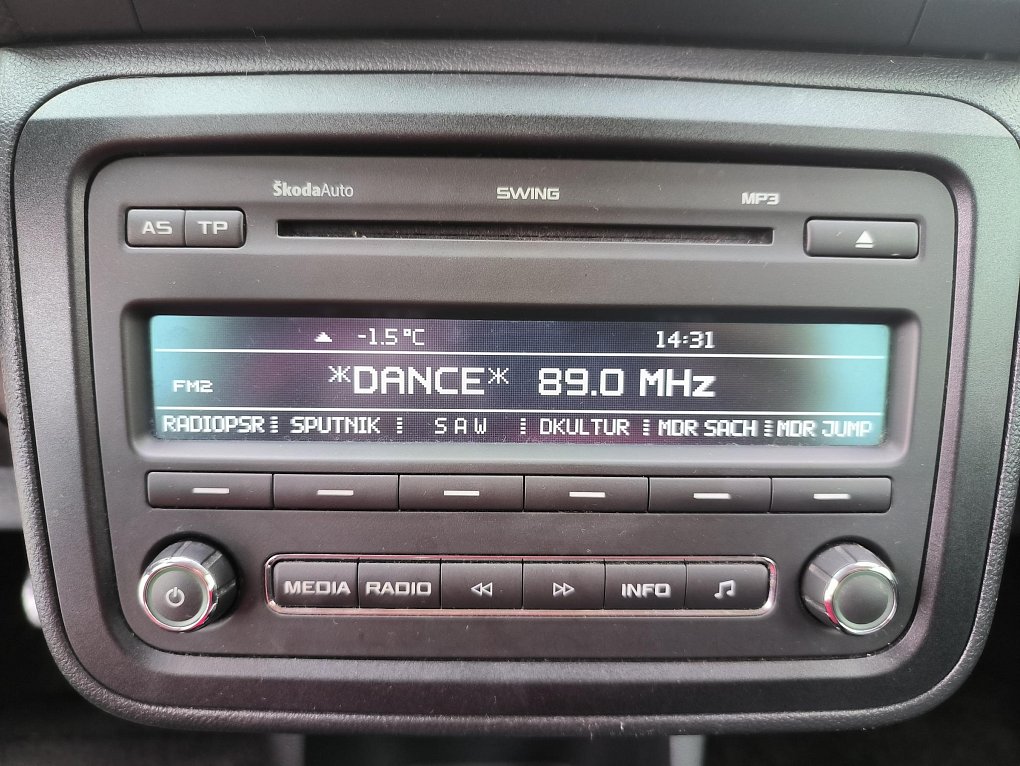 ŠkodaAuto SWING MP3
AS TP
-1.5°C 14:31
FM2 *DANCE* 89.0 MHz
RADIOPSR SPUTNIK SAW DKULTUR MDR SACH MDR JUMP
MEDIA RADIO INFO